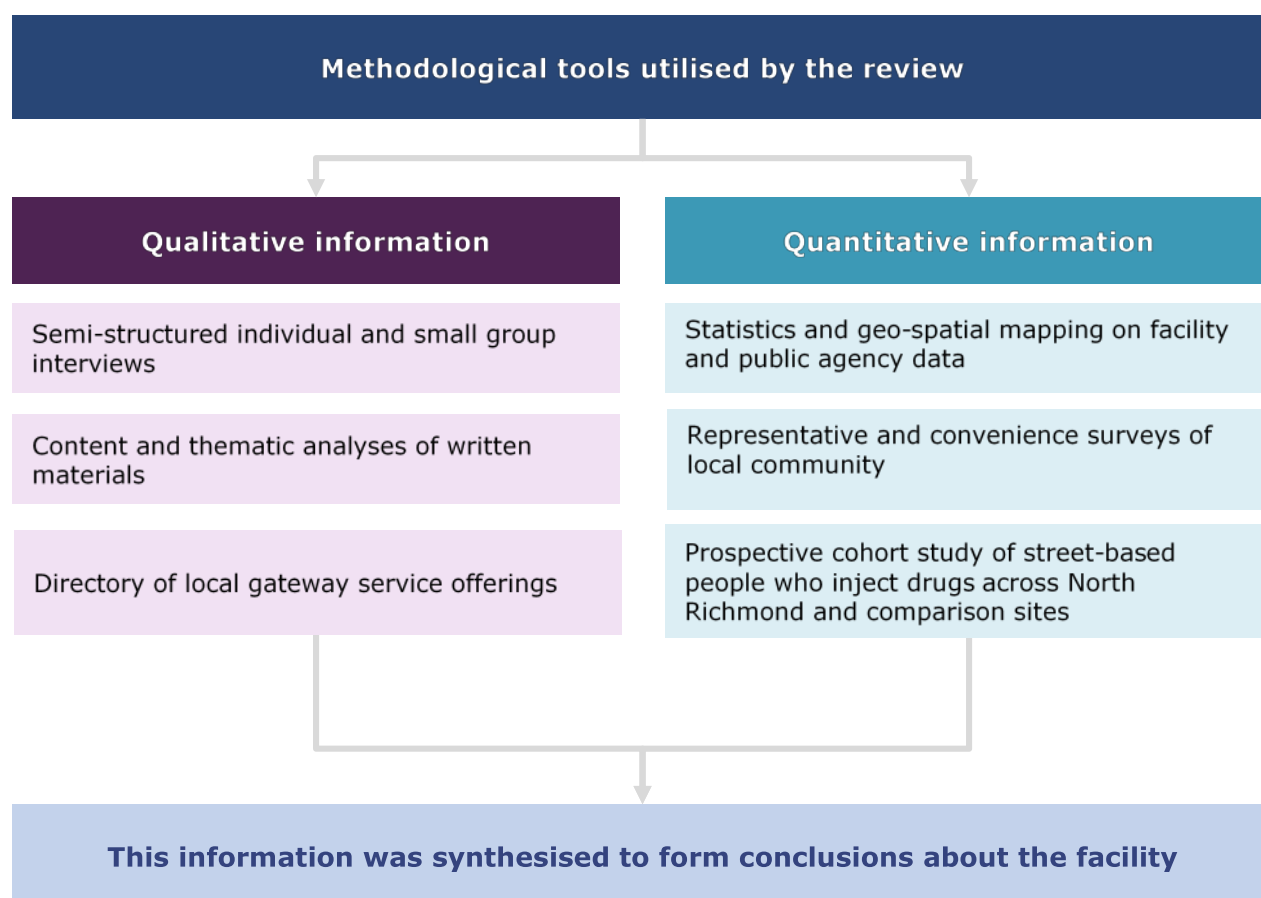 Methodological tools utilised by the review
Qualitative information
Semi-structured individual and small group
interviews
Content and thematic analyses of written
materials
Directory of local gateway service offerings
Quantitative information
Statistics and geo-spatial mapping on facility
and public agency data
Representative and convenience surveys of
local community
Prospective cohort study of street-based
people who inject drugs across North
Richmond and comparison sites
This information was synthesised to form conclusions about the facility